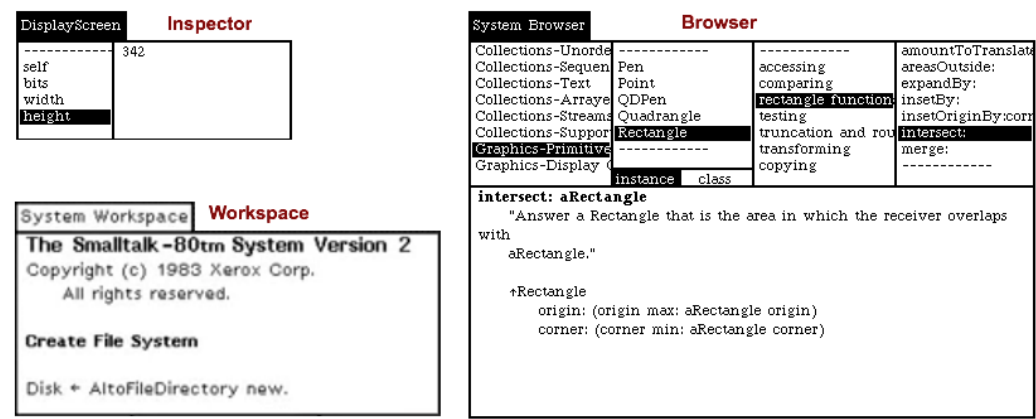 DisplayScreen
Inspector
------------
self
bits
width
height
342
System Workspace
Workspace
The Smalltalk-80tm System Version 2
Copyright (c) 1983 Xerox Corp.
All rights reserved.
Create File System
Disk ← AltoFileDirectory new.
System Browser
Browser
Collections-Unorde
Collections-Sequen
Collections-Text
Collections-Arraye
Collections-Streams
Collections-Suppor
Graphics-Primitive
Graphics-Display
------------
Pen
Point
QDPen
Quadrangle
Rectangle
------------
instance class
------------
accessing
comparing
rectangle function
testing
truncation and rou
transforming
copying
amountToTranslate
areasOutside:
expandBy:
insetBy:
insetOriginBy:corr
intersect:
merge:
------------
intersect: aRectangle
"Answer a Rectangle that is the area in which the receiver overlaps
with
aRectangle."
↑Rectangle
origin: (origin max: aRectangle origin)
corner: (corner min: aRectangle corner)